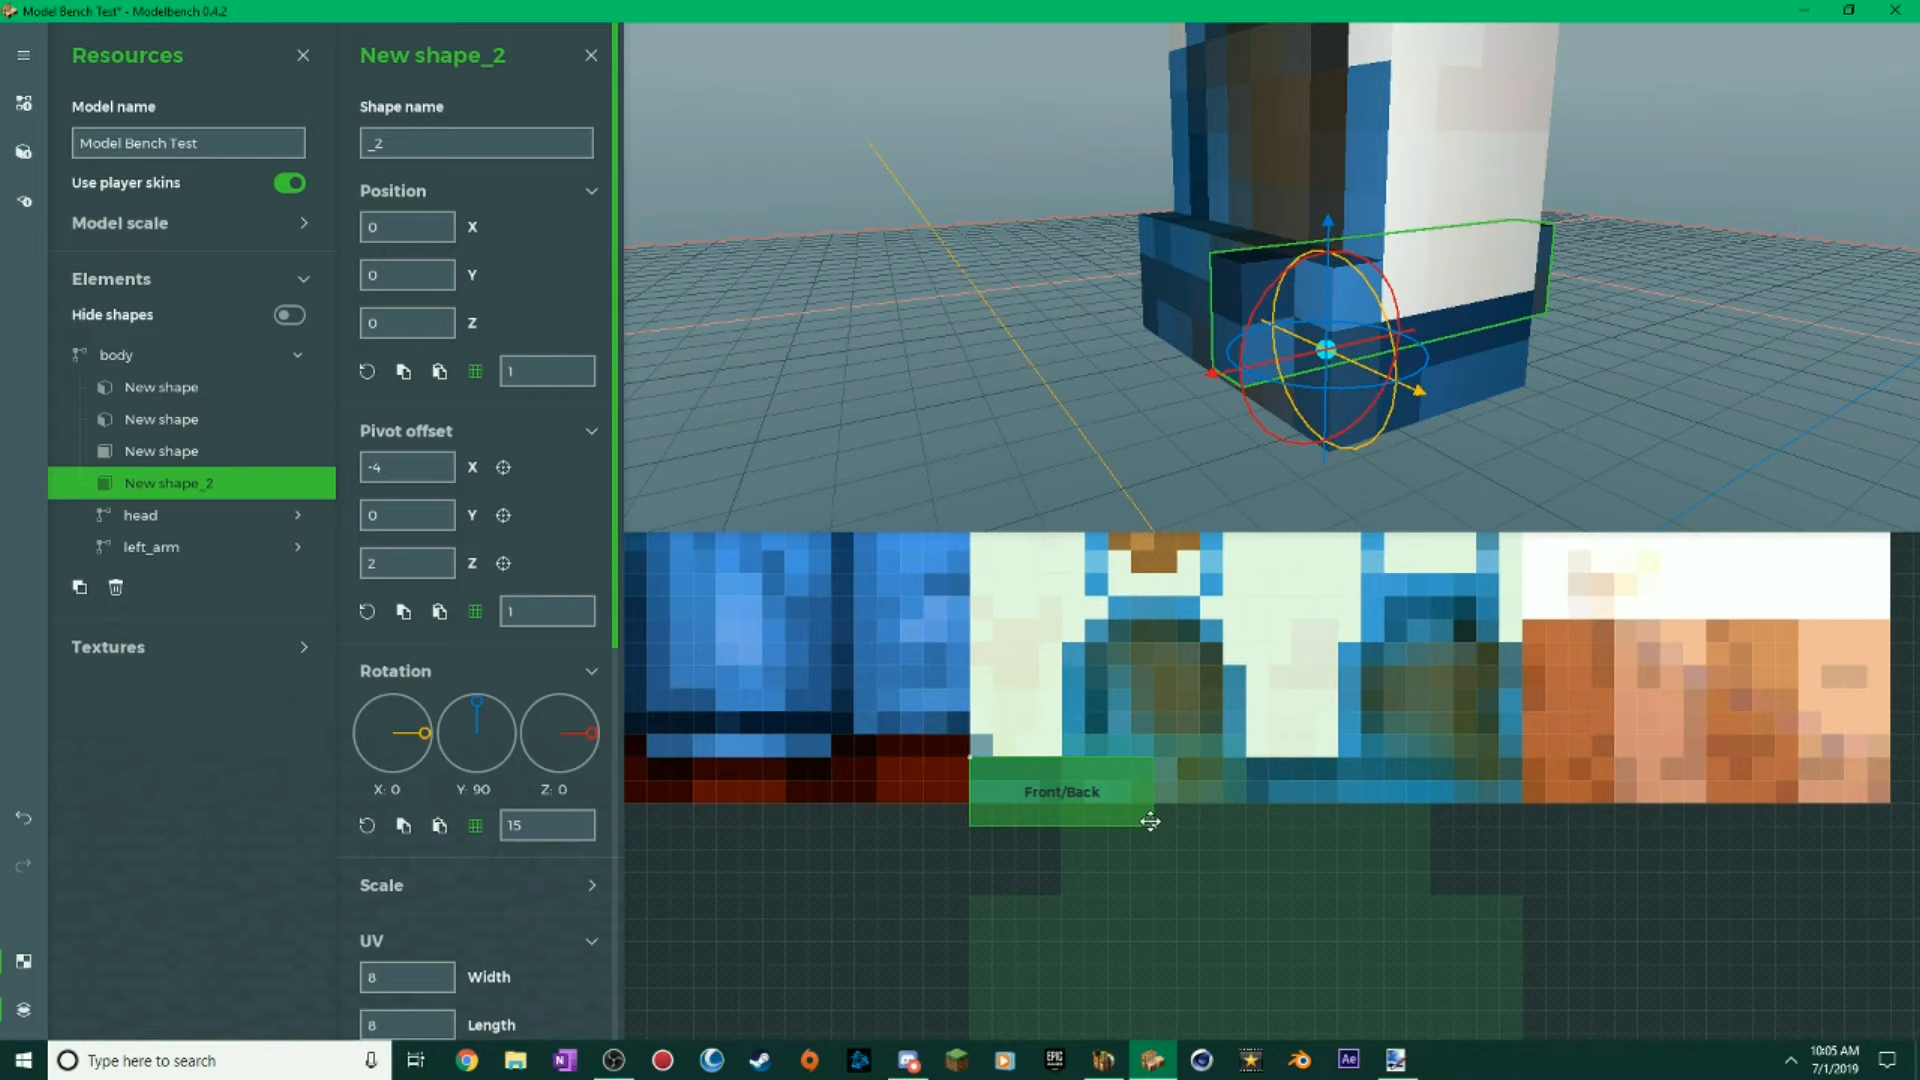 Model Bench Test* - Modelbench 0.4.2
Resources
Model name
Model Bench Test
Use player skins
Model scale
Elements
Hide shapes
body
New shape
New shape
New shape
New shape_2
head
left_arm
Textures
New shape_2
Shape name
_2
Position
0 X
0 Y
0 Z
1
Pivot offset
-4 X
0 Y
2 Z
1
Rotation
X: 0 Y: 90 Z: 0
15
Scale
UV
8 Width
8 Length
Front/Back
Type here to search
N
EPIC GAMES
Ae
10:05 AM
7/1/2019